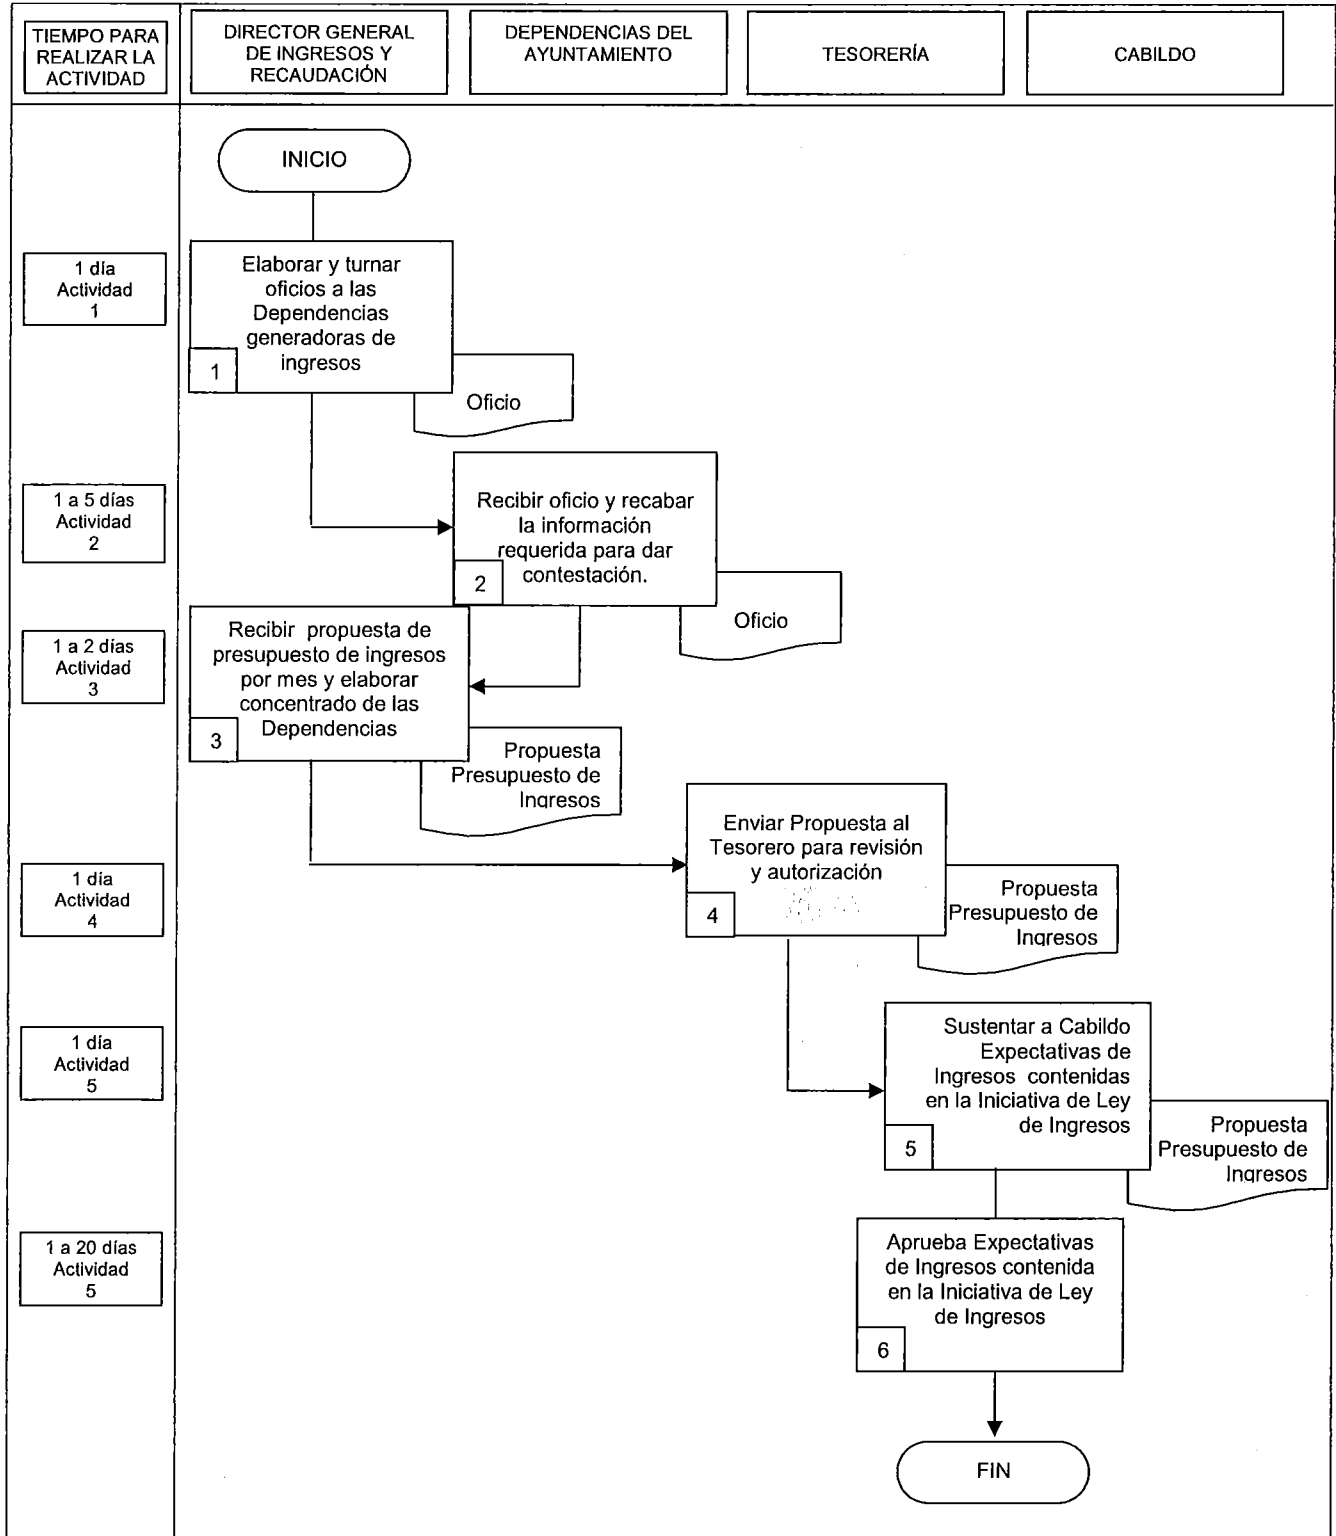 TIEMPO PARA
REALIZAR LA
ACTIVIDAD
DIRECTOR GENERAL
DE INGRESOS Y
RECAUDACIÓN
DEPENDENCIAS DEL
AYUNTAMIENTO
TESORERÍA
CABILDO
INICIO
1 día
Actividad
1
Elaborar y turnar
oficios a las
Dependencias
generadoras de
ingresos
1
Oficio
1 a 5 días
Actividad
2
Recibir oficio y recabar
la información
requerida para dar
contestación.
2
Oficio
1 a 2 días
Actividad
3
Recibir propuesta de
presupuesto de ingresos
por mes y elaborar
concentrado de las
Dependencias
3
Propuesta
Presupuesto de
Ingresos
1 día
Actividad
4
Enviar Propuesta al
Tesorero para revisión
y autorización
4
Propuesta
Presupuesto de
Ingresos
1 día
Actividad
5
Sustentar a Cabildo
Expectativas de
Ingresos contenidas
en la Iniciativa de Ley
de Ingresos
5
Propuesta
Presupuesto de
Ingresos
1 a 20 días
Actividad
5
Aprueba Expectativas
de Ingresos contenida
en la Iniciativa de Ley
de Ingresos
6
FIN